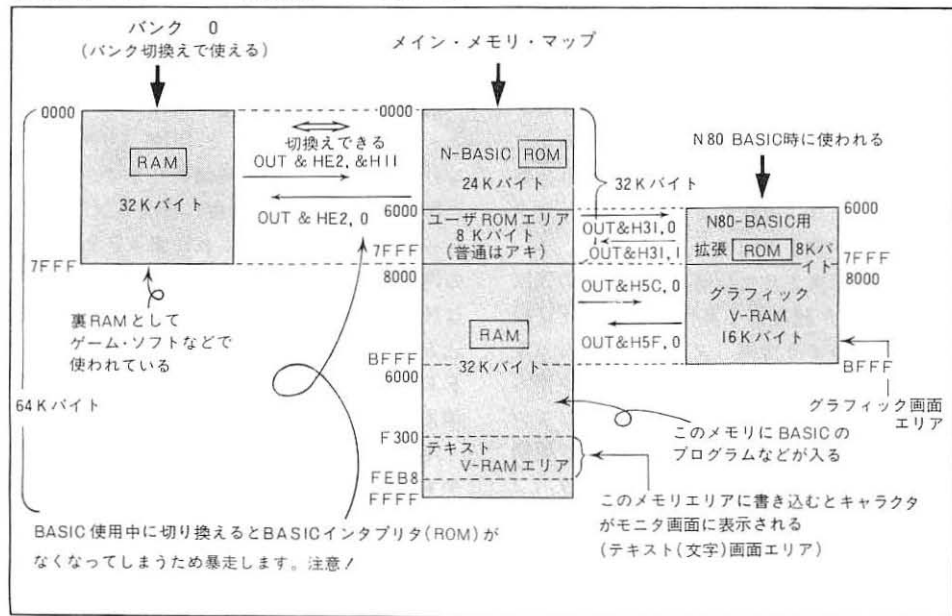 バンク 0
(バンク切換えで使える)
メイン・メモリ・マップ
0000
RAM
32Kバイト
7FFF
切換えできる
OUT & HE2, &H11
OUT & HE2, 0
0000
N-BASIC ROM
24Kバイト
32Kバイト
6000
ユーザROMエリア
8Kバイト
(普通はアキ)
7FFF
8000
RAM
32Kバイト
BFFF
6000
F300
テキスト
V-RAMエリア
FEB8
FFFF
N80 BASIC時に使われる
OUT&H31,0
OUT&H31,1
OUT&H5C,0
OUT&H5F,0
6000
N80-BASIC用
拡張 ROM 8Kバイト
7FFF
8000
グラフィック
V-RAM
16Kバイト
BFFF
グラフィック画面
エリア
裏RAMとして
ゲーム・ソフトなどで
使われている
64Kバイト
このメモリにBASICの
プログラムなどが入る
このメモリエリアに書き込むとキャラクタ
がモニタ画面に表示される
(テキスト(文字)画面エリア)
BASIC使用中に切り換えるとBASICインタプリタ(ROM)が
なくなってしまうため暴走します。注意!